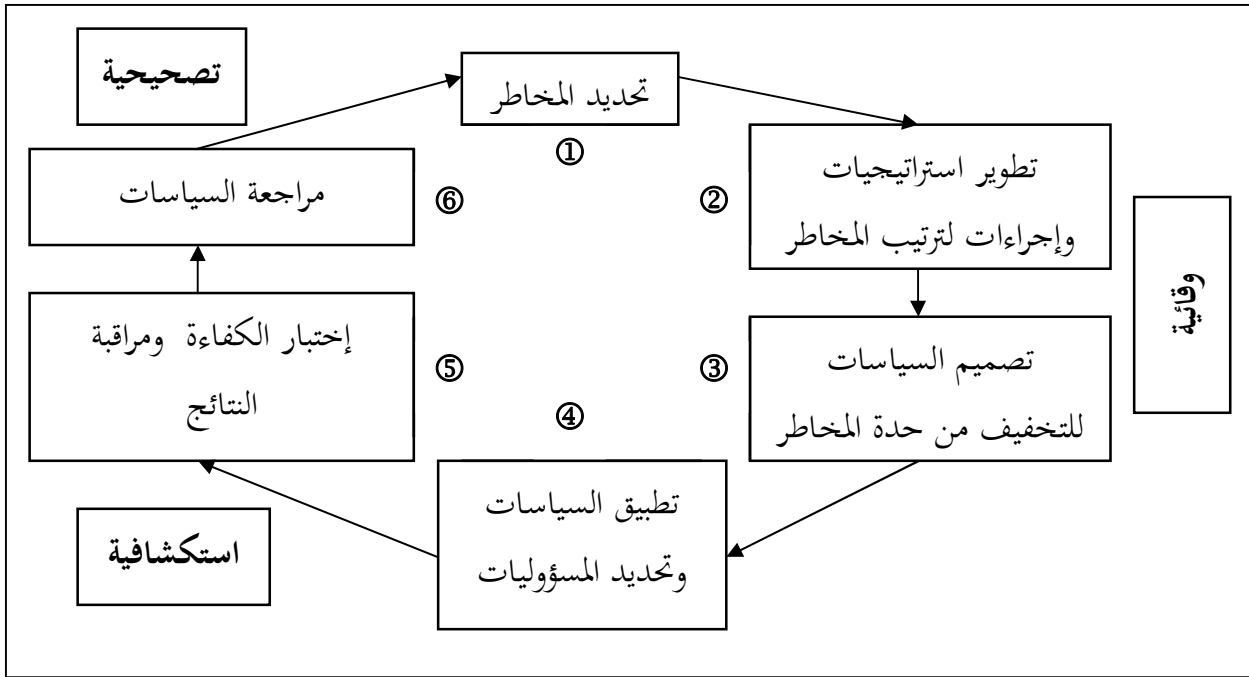 تصحيحية
تحديد المخاطر
①
تطوير استراتيجيات
وإجراءات لترتيب المخاطر
②
وقائية
تصميم السياسات
للتخفيف من حدة المخاطر
③
④
تطبيق السياسات
وتحديد المسؤوليات
استكشافية
إختبار الكفاءة ومراقبة
النتائج
⑤
مراجعة السياسات
⑥